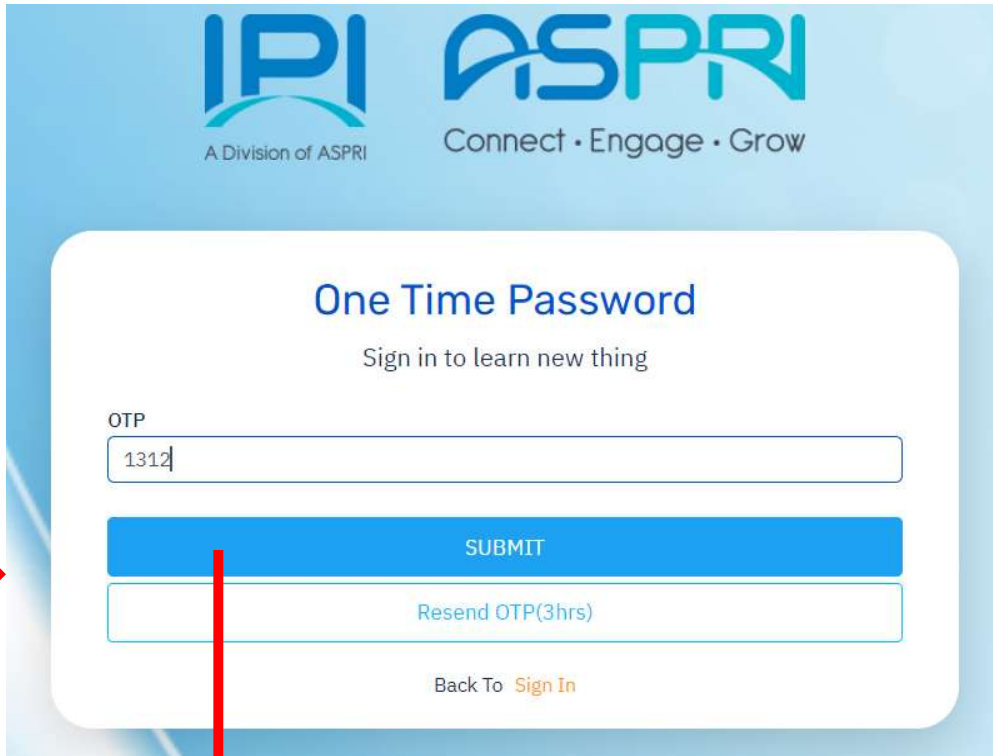 IPI ASPRI
A Division of ASPRI Connect • Engage • Grow
One Time Password
Sign in to learn new thing
OTP
1312
SUBMIT
Resend OTP(3hrs)
Back To Sign In